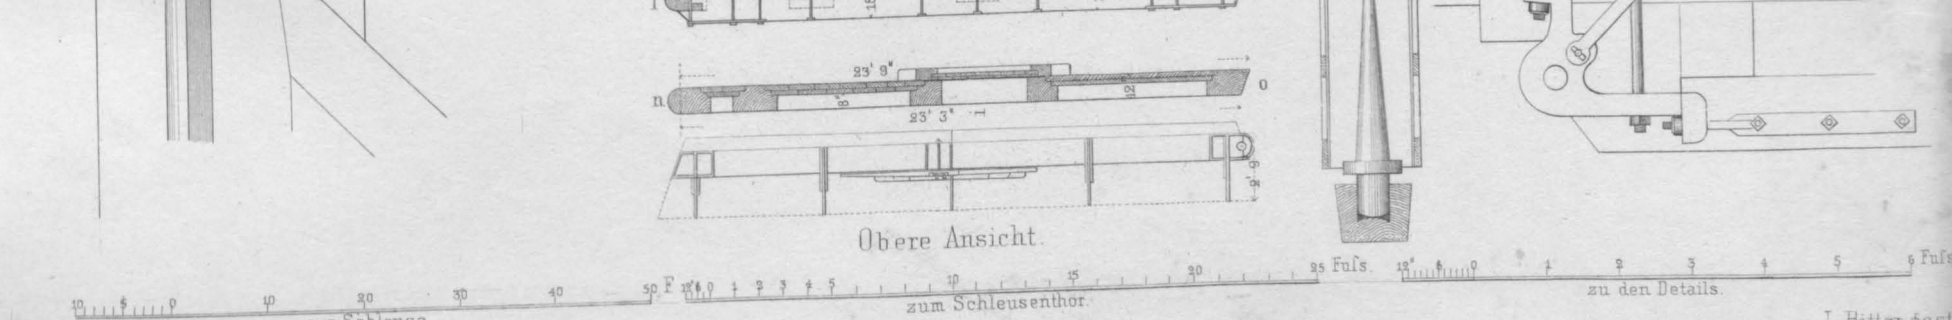 23' 9"
n
8"
12"
o
23' 3"
2' 9
Obere Ansicht.
10 5 0 10 20 30 40 50 F
12" 6 0 1 2 3 4 5 10 15 20 25 Fuſs.
zum Schleusenthor.
12" 6 0 1 2 3 4 5 6 Fuſs
zu den Details.